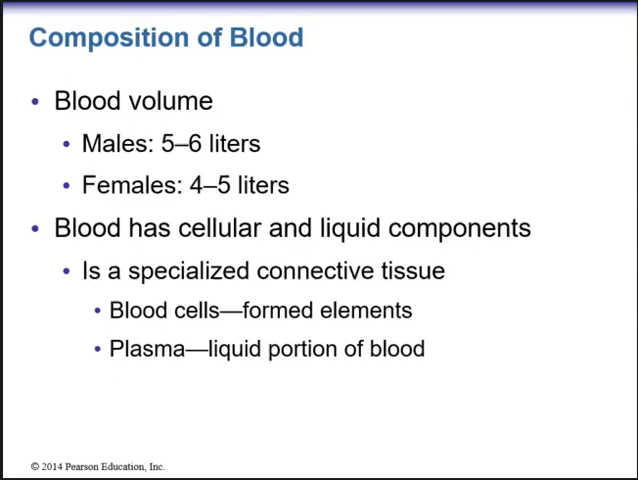 Composition of Blood
• Blood volume
• Males: 5–6 liters
• Females: 4–5 liters
• Blood has cellular and liquid components
• Is a specialized connective tissue
• Blood cells—formed elements
• Plasma—liquid portion of blood
© 2014 Pearson Education, Inc.